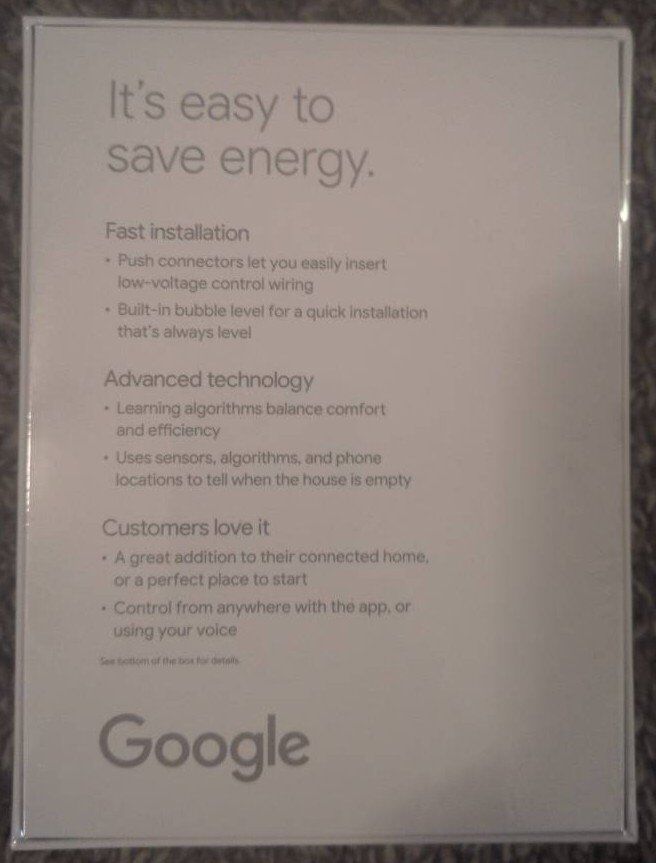 It's easy to
save energy.
Fast installation
• Push connectors let you easily insert
low-voltage control wiring
• Built-in bubble level for a quick installation
that's always level
Advanced technology
• Learning algorithms balance comfort
and efficiency
• Uses sensors, algorithms, and phone
locations to tell when the house is empty
Customers love it
• A great addition to their connected home,
or a perfect place to start
• Control from anywhere with the app, or
using your voice
See bottom of the box for details.
Google